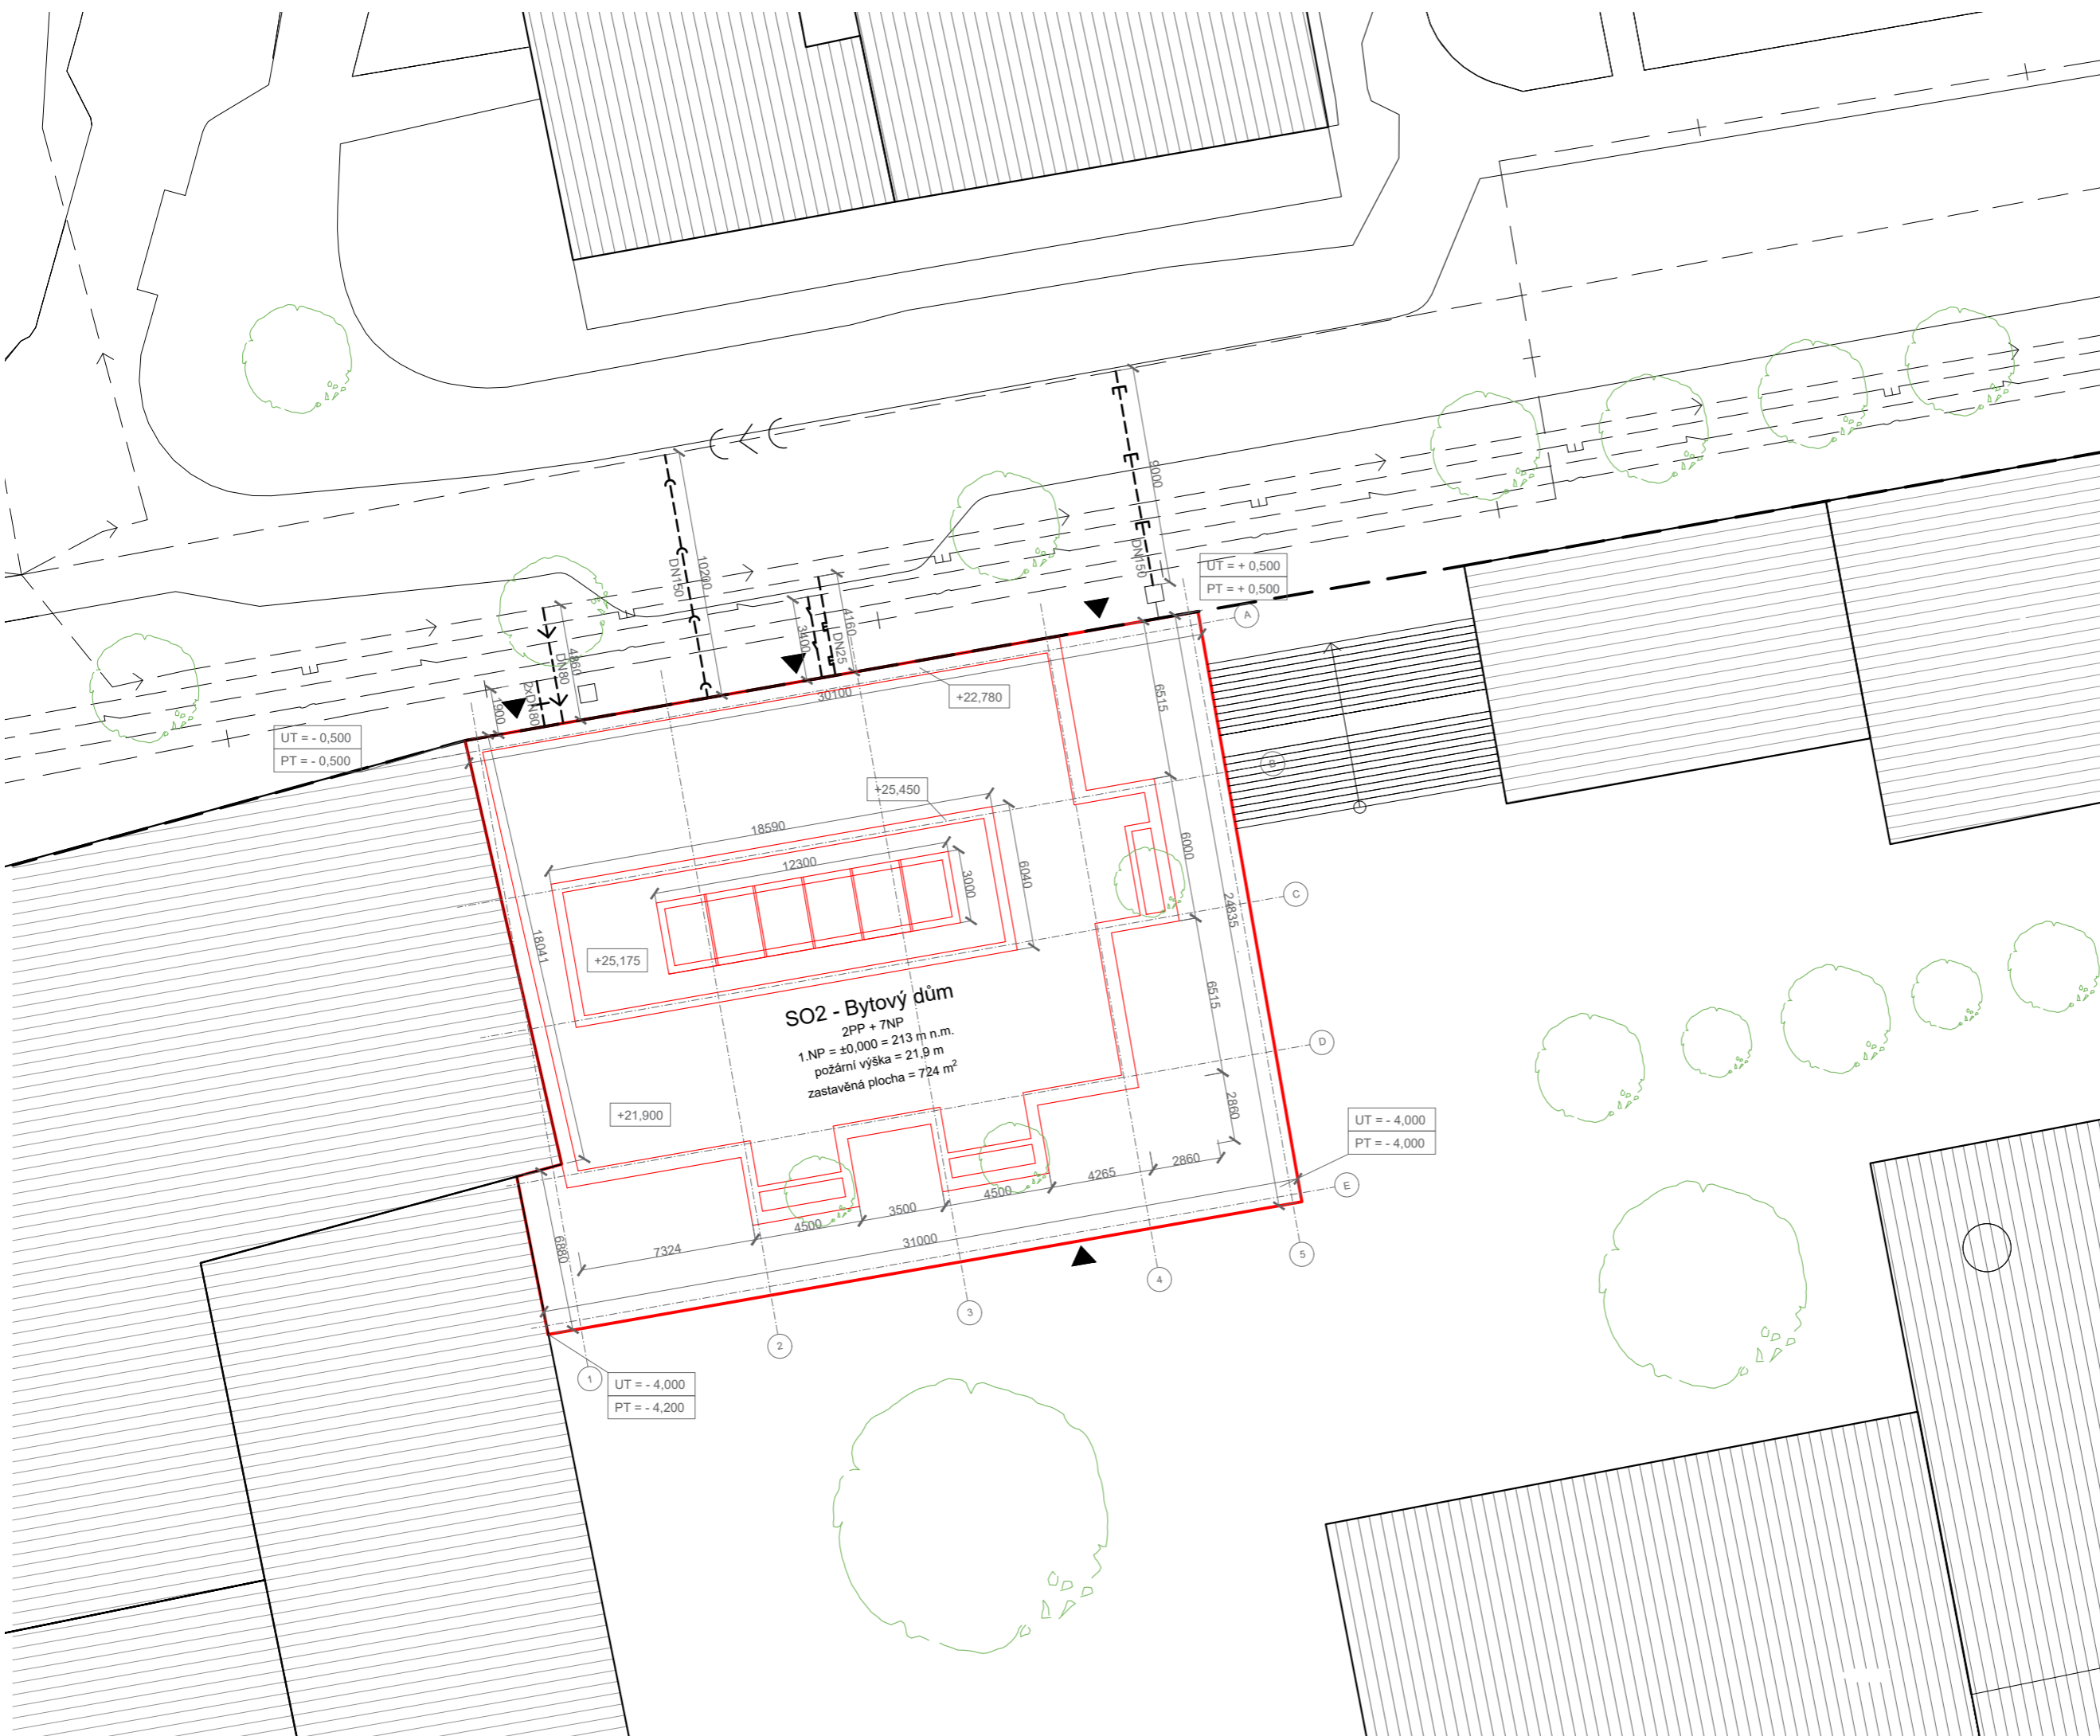 9000
DN150
10200
DN150
UT = + 0,500
PT = + 0,500
A
4160
DN25
3400
4860
DN80
2xDN80
1900
30100
+22,780
6515
UT = - 0,500
PT = - 0,500
B
+25,450
18590
12300
6040
3000
6000
C
24835
18041
+25,175
6515
SO2 - Bytový dům
2PP + 7NP
1.NP = ±0,000 = 213 m n.m.
požární výška = 21,9 m
zastavěná plocha = 724 m²
D
+21,900
2860
UT = - 4,000
PT = - 4,000
2860
4265
4500
3500
4500
7324
31000
6880
E
5
4
3
2
1
UT = - 4,000
PT = - 4,200